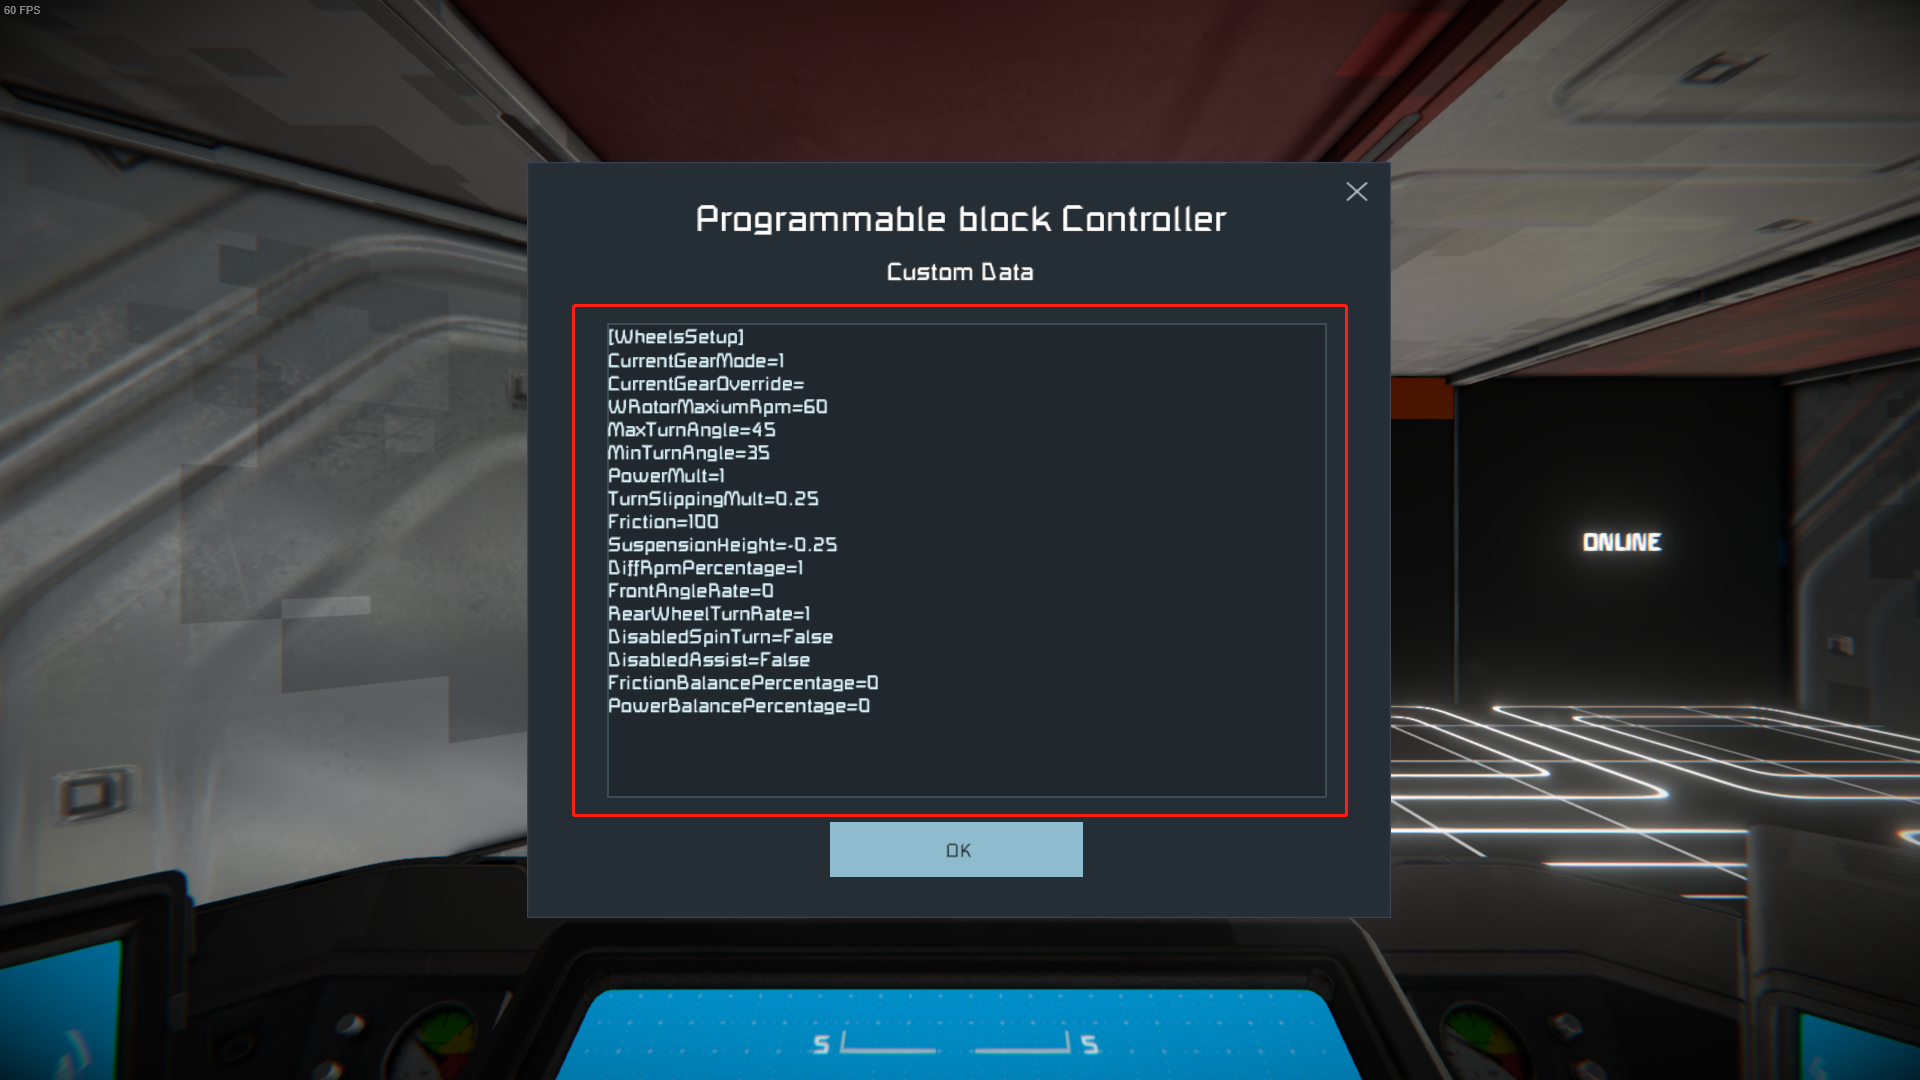 60 FPS
Programmable block Controller
Custom Data
[WheelsSetup]
CurrentGearMode=1
CurrentGearOverride=
WRotorMaxiumRpm=60
MaxTurnAngle=45
MinTurnAngle=35
PowerMult=1
TurnSlippingMult=0.25
Friction=100
SuspensionHeight=-0.25
DiffRpmPercentage=1
FrontAngleRate=0
RearWheelTurnRate=1
DisabledSpinTurn=False
DisabledAssist=False
FrictionBalancePercentage=0
PowerBalancePercentage=0
ONLINE
OK
5 5